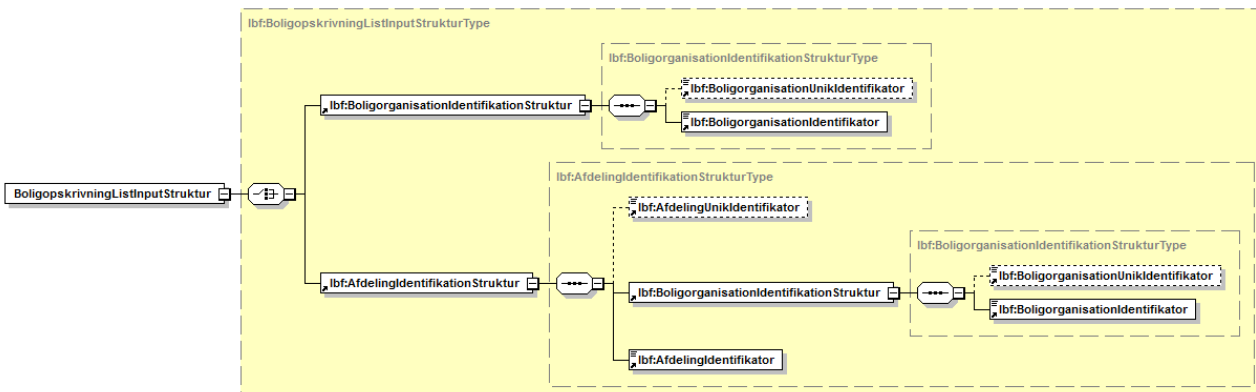 lbf:BoligopskrivningListInputStrukturType
lbf:BoligorganisationIdentifikationStrukturType
lbf:BoligorganisationUnikIdentifikator
lbf:BoligorganisationIdentifikationStruktur
lbf:BoligorganisationIdentifikator
lbf:AfdelingIdentifikationStrukturType
BoligopskrivningListInputStruktur
lbf:AfdelingUnikIdentifikator
lbf:BoligorganisationIdentifikationStrukturType
lbf:BoligorganisationUnikIdentifikator
lbf:AfdelingIdentifikationStruktur
lbf:BoligorganisationIdentifikationStruktur
lbf:BoligorganisationIdentifikator
lbf:AfdelingIdentifikator